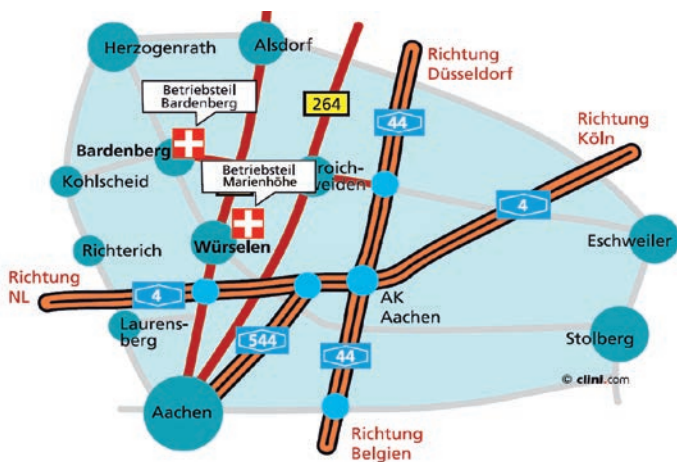 Herzogenrath
Alsdorf
Richtung
Düsseldorf
Betriebsteil
Bardenberg
264
44
Richtung
Köln
Bardenberg
Betriebsteil
Marienhöhe
roich-
weiden
Kohlscheid
4
Würselen
Richterich
Eschweiler
Richtung
NL
4
AK
Aachen
Laurens-
berg
544
44
Stolberg
© clini.com
Aachen
Richtung
Belgien